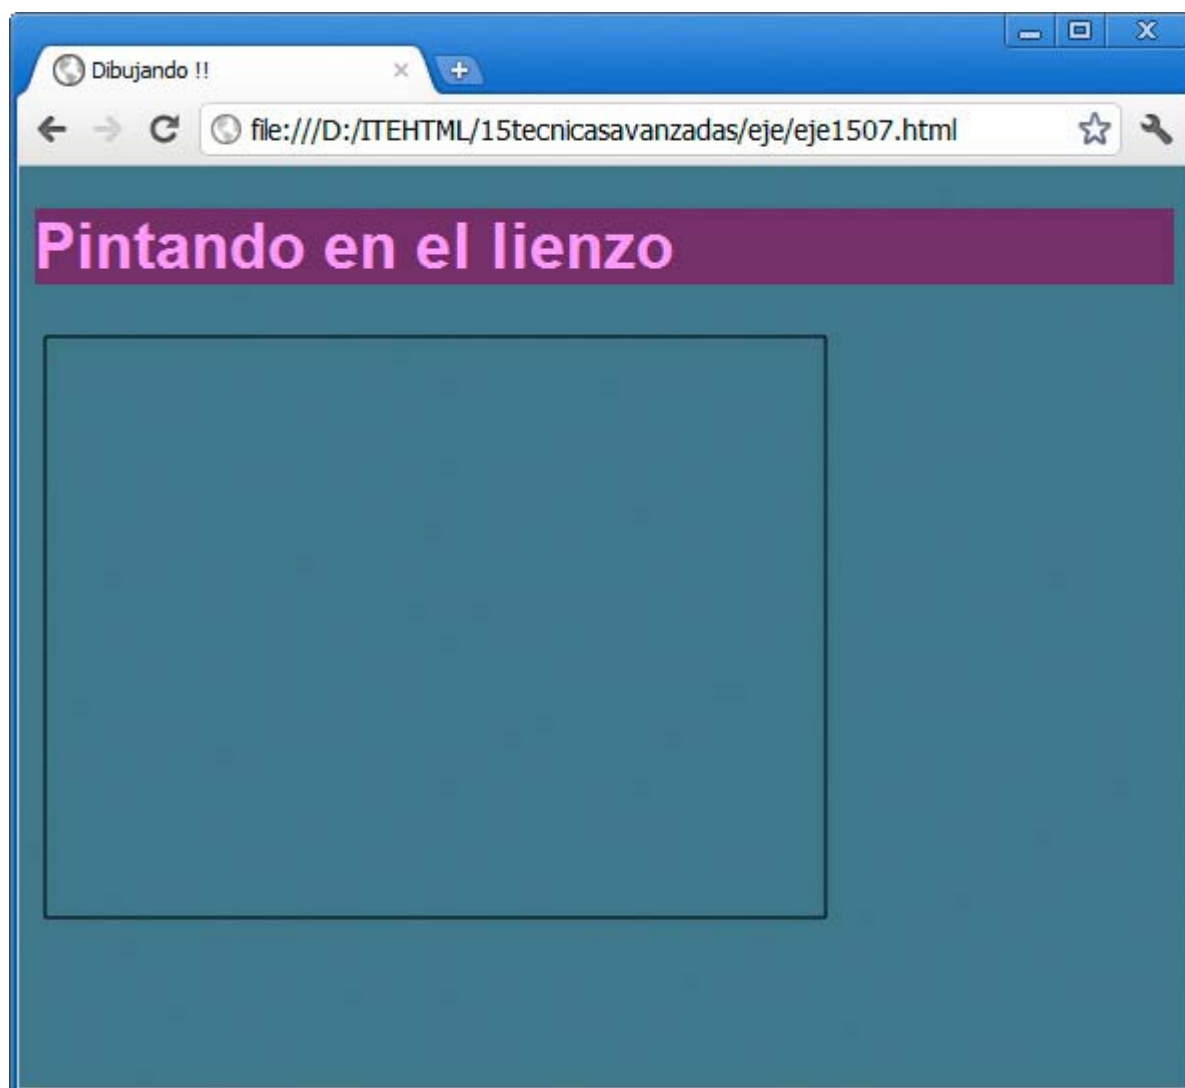 Dibujando !!
file:///D:/ITEHTML/15tecnicasavanzadas/eje/eje1507.html
Pintando en el lienzo